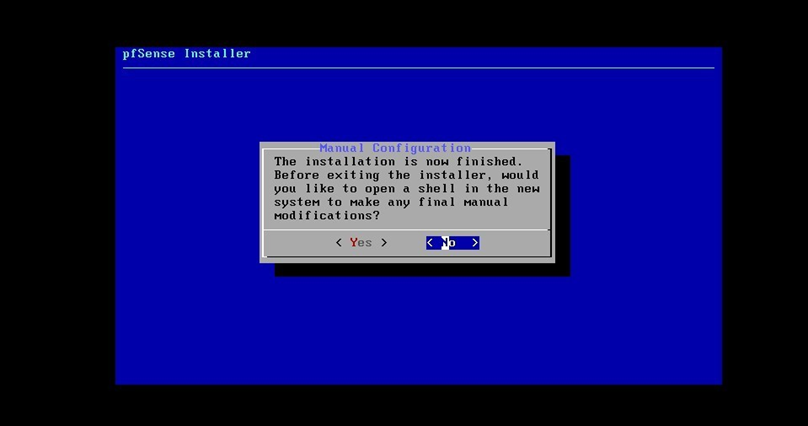 pfSense Installer
Manual Configuration
The installation is now finished.
Before exiting the installer, would
you like to open a shell in the new
system to make any final manual
modifications?
< Yes > < No >